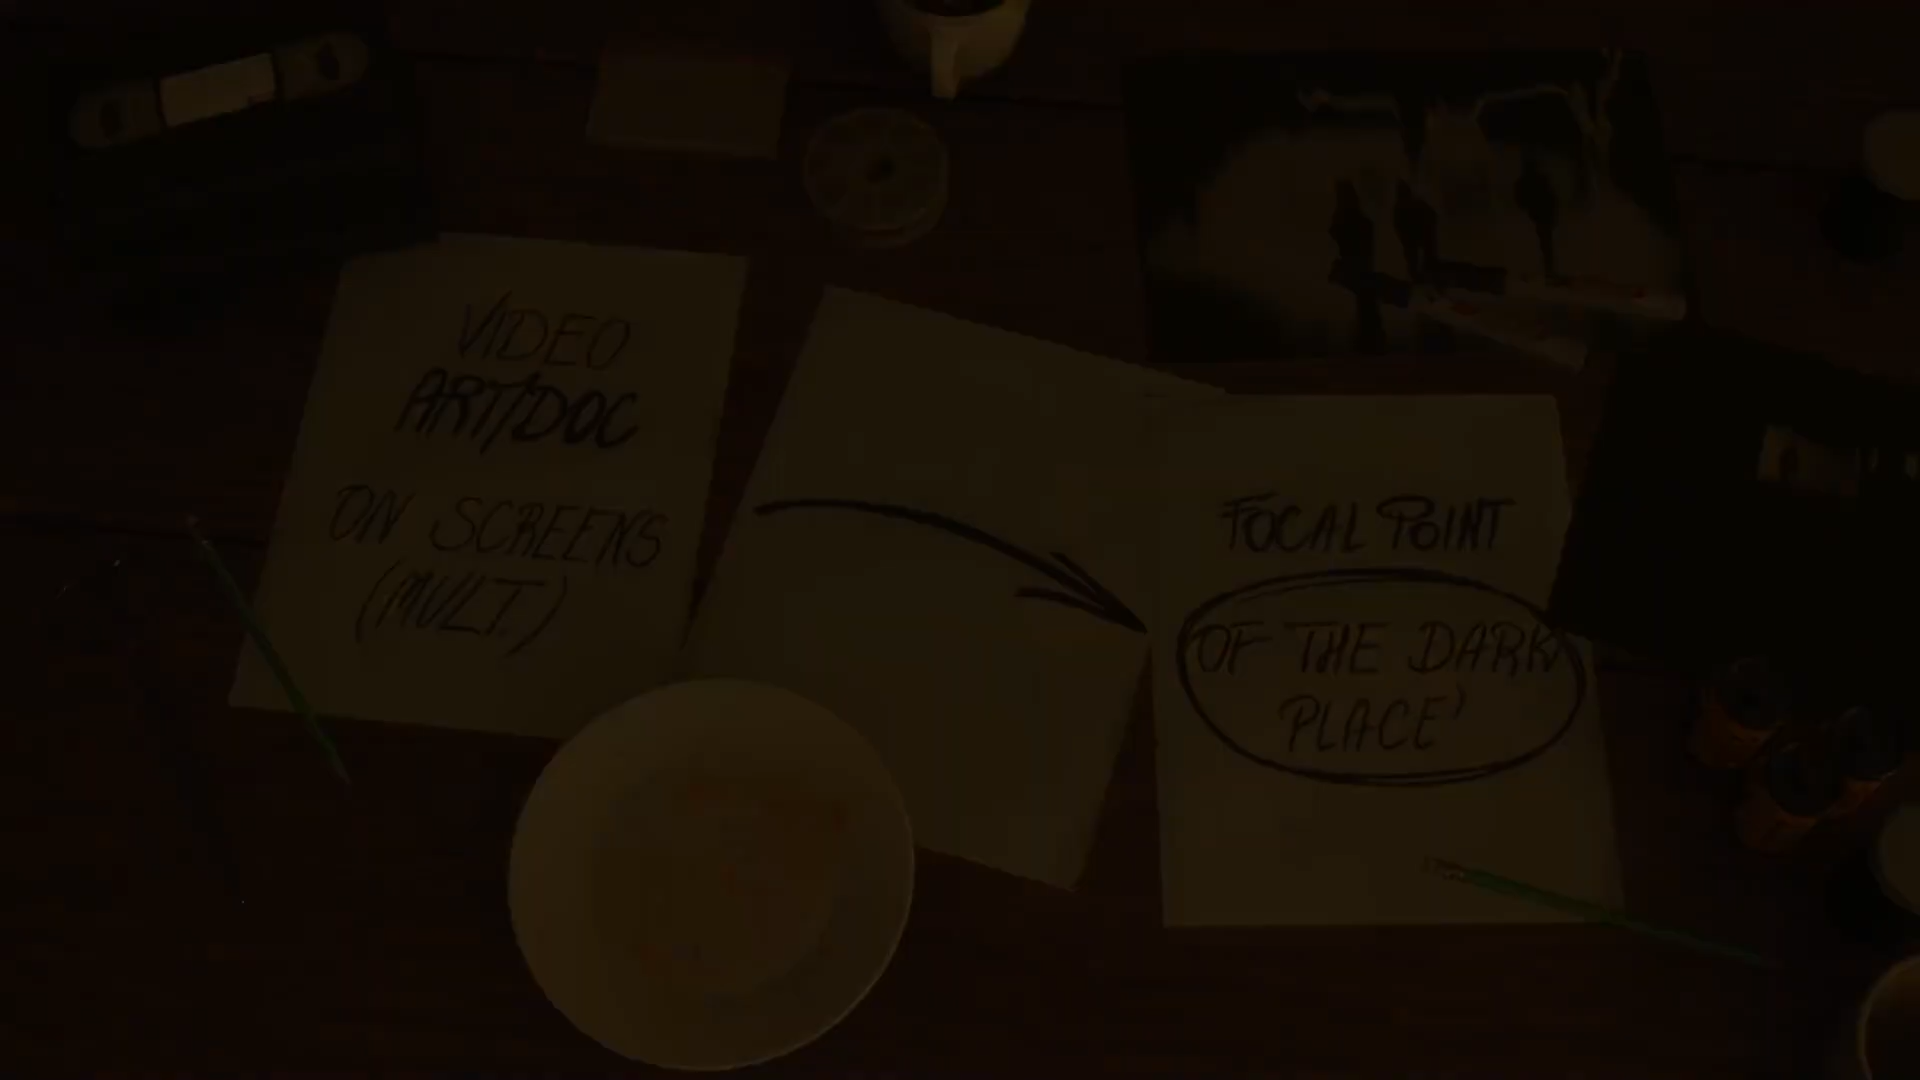 VIDEO
ART/DOC
ON SCREENS
(MULT.)
FOCAL POINT
OF THE DARK
PLACE'